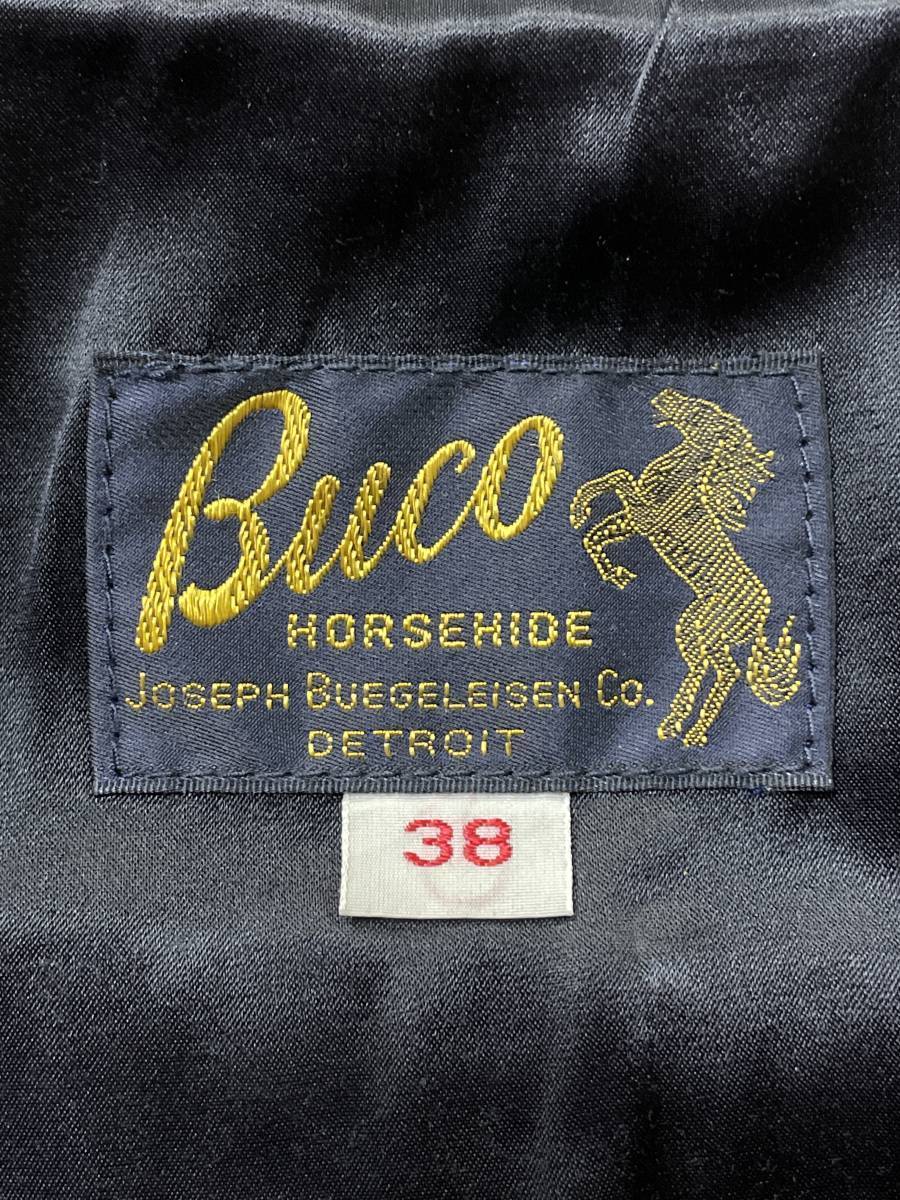 Buco
HORSEHIDE
JOSEPH BUEGELEISEN CO.
DETROIT
38